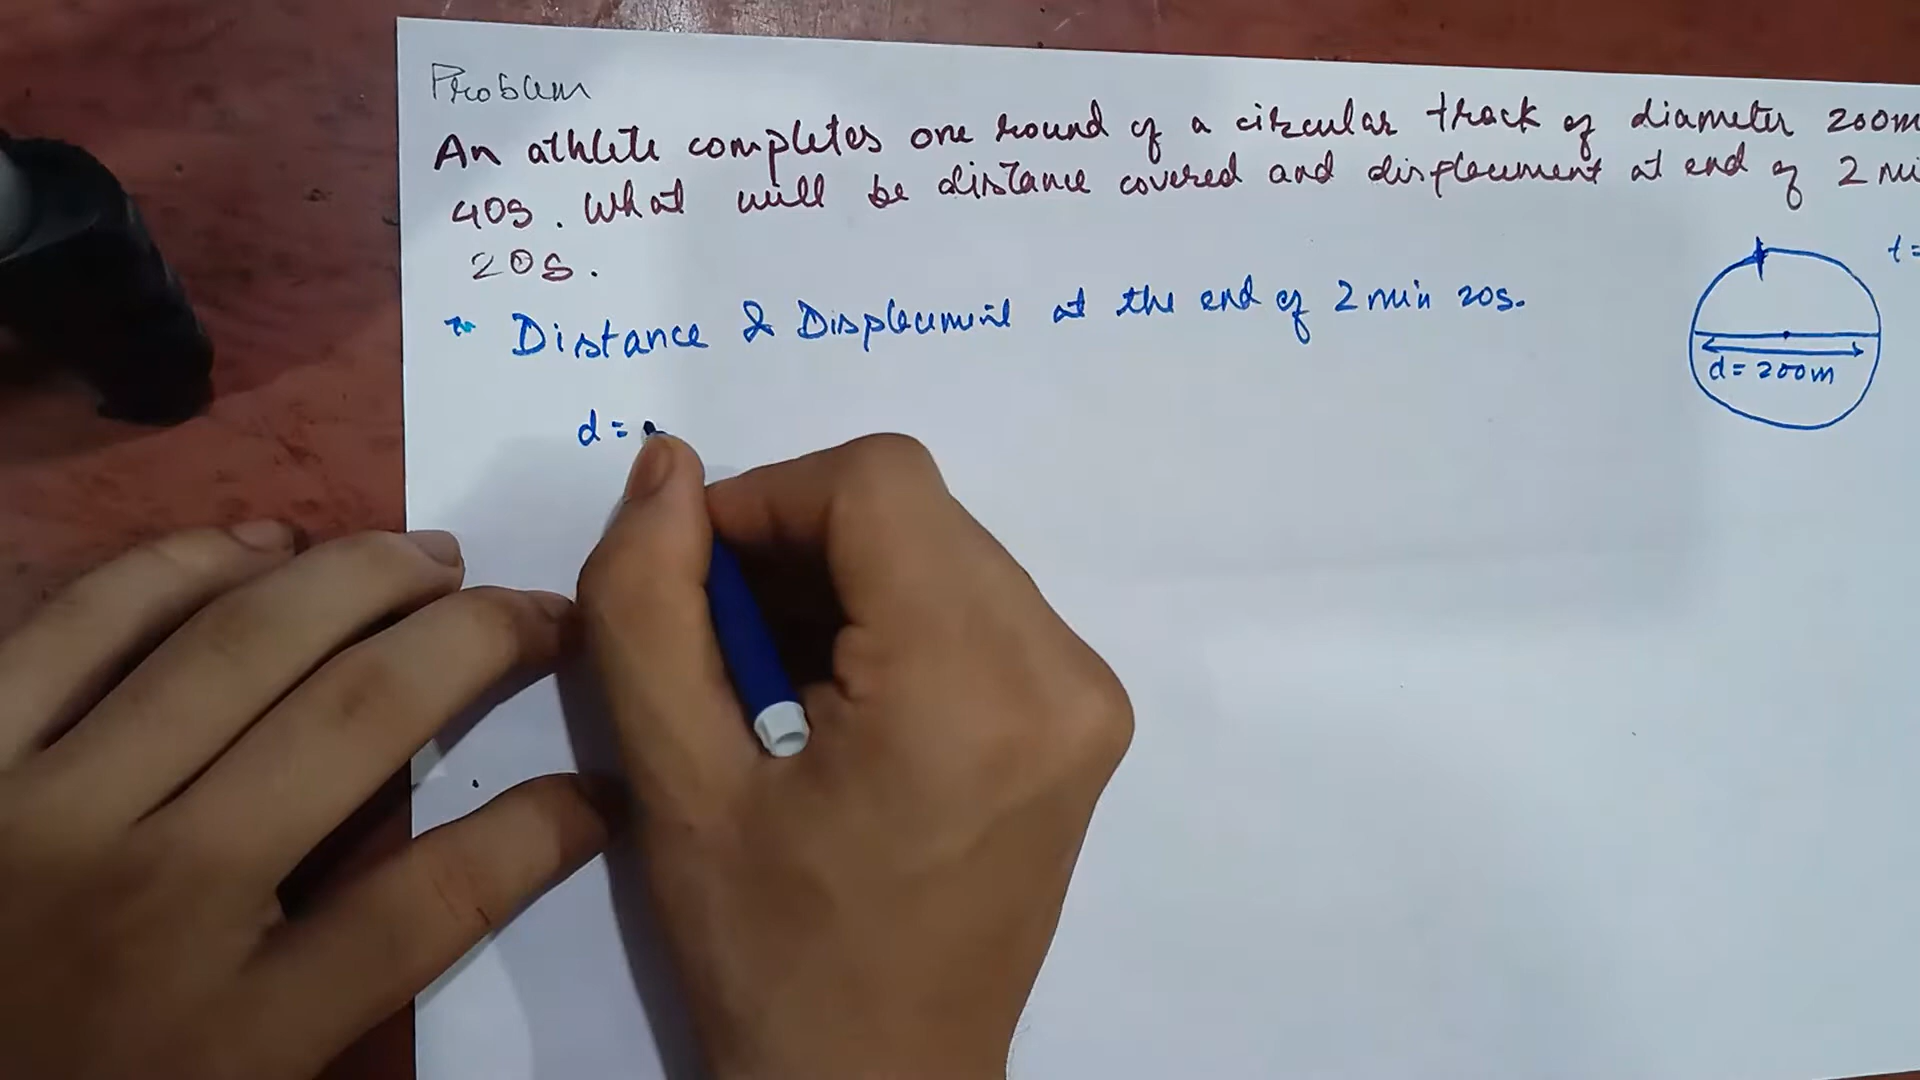 Problem
An athlete completes one round of a circular track of diameter 200m
40s. What will be distance covered and displacement at end of 2 mi
20s.
Distance & Displacement at the end of 2 min 20s.
t=
d = 200m
d =